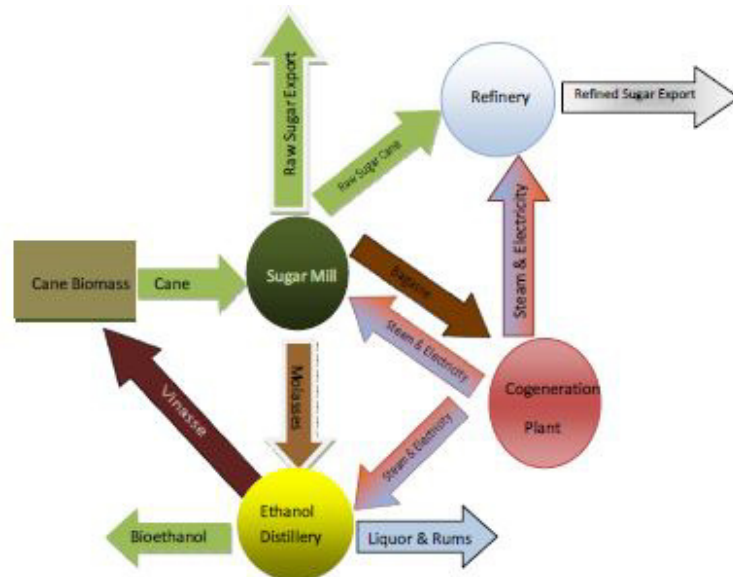 Raw Sugar Export
Refinery
Refined Sugar Export
Raw Sugar Cane
Steam & Electricity
Cane Biomass
Cane
Sugar Mill
Bagasse
Steam & Electricity
Cogeneration
Plant
Molasses
Vinasse
Steam & Electricity
Ethanol
Distillery
Bioethanol
Liquor & Rums